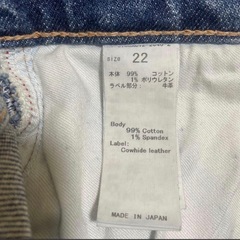 SIZE 22
本体 99% コットン
1% ポリウレタン
ラベル部分 牛革
Body
99% Cotton
1% Spandex
Label:
Cowhide leather
MADE IN JAPAN